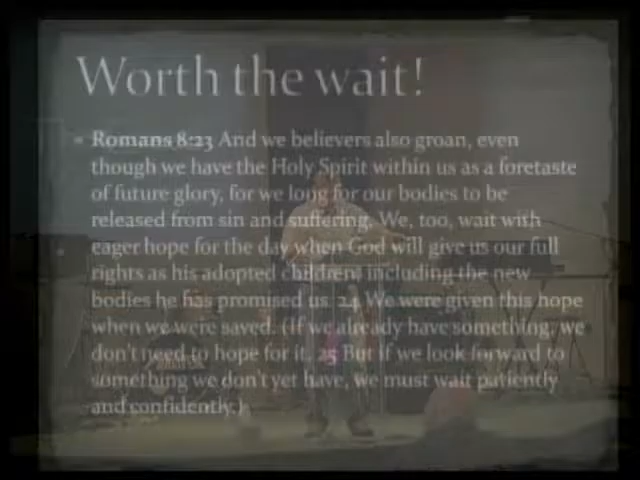 Worth the wait!
Romans 8:23 And we believers also groan, even
though we have the Holy Spirit within us as a foretaste
of future glory, for we long for our bodies to be
released from sin and suffering. We, too, wait with
eager hope for the day when God will give us our full
rights as his adopted children, including the new
bodies he has promised us. 24 We were given this hope
when we were saved. (If we already have something, we
don't need to hope for it. 25 But if we look forward to
something we don't yet have, we must wait patiently
and confidently.)